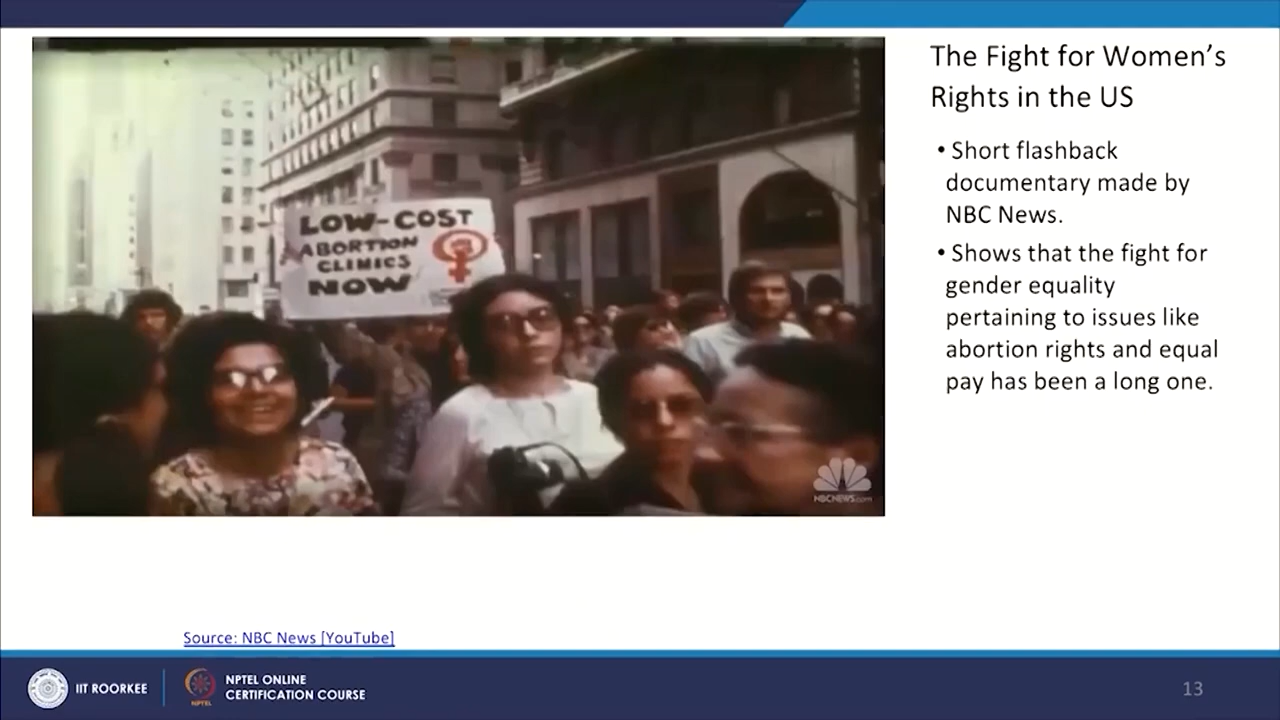 The Fight for Women's
Rights in the US
• Short flashback
documentary made by
NBC News.
• Shows that the fight for
gender equality
pertaining to issues like
abortion rights and equal
pay has been a long one.
LOW-COST
ABORTION
CLINICS
NOW
NBCNEWS.com
Source: NBC News [YouTube]
IIT ROORKEE
NPTEL
NPTEL ONLINE
CERTIFICATION COURSE
13